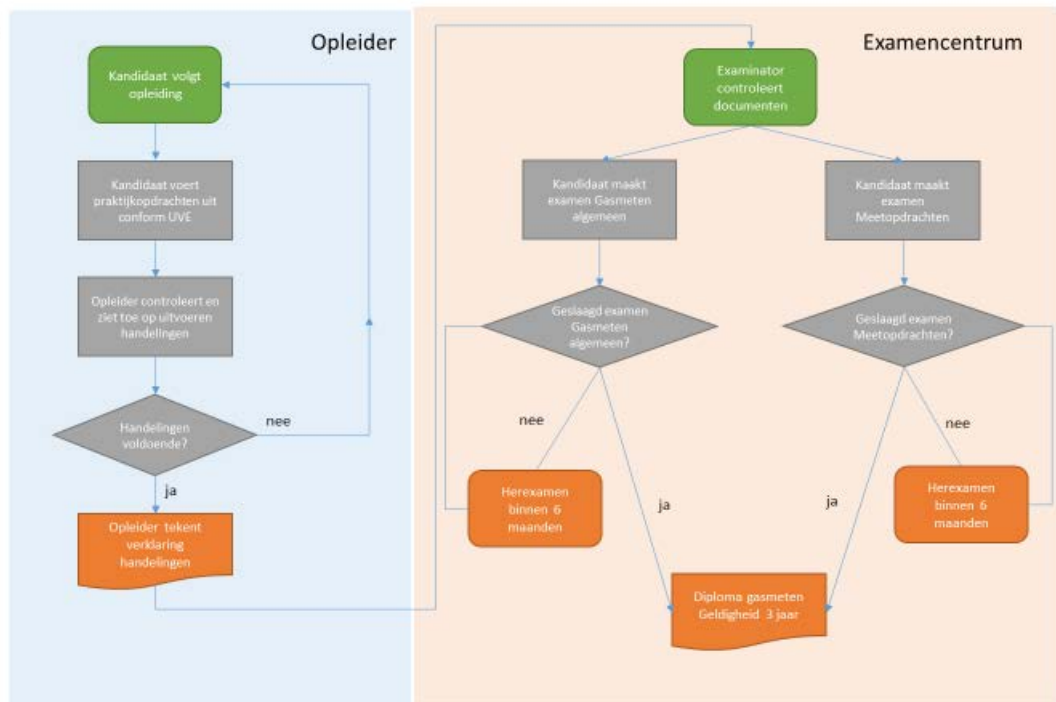 Opleider
Kandidaat volgt
opleiding
Kandidaat voert
praktijkopdrachten uit
conform UVE
Opleider controleert en
ziet toe op uitvoeren
handelingen
Handelingen
voldoende?
nee
ja
Opleider tekent
verklaring
handelingen
Examencentrum
Examinator
controleert
documenten
Kandidaat maakt
examen Gasmeten
algemeen
Kandidaat maakt
examen
Meetopdrachten
Geslaagd examen
Gasmeten
algemeen?
Geslaagd examen
Meetopdrachten?
nee
nee
Herexamen
binnen 6
maanden
ja
ja
Herexamen
binnen 6
maanden
Diploma gasmeten
Geldigheid 3 jaar